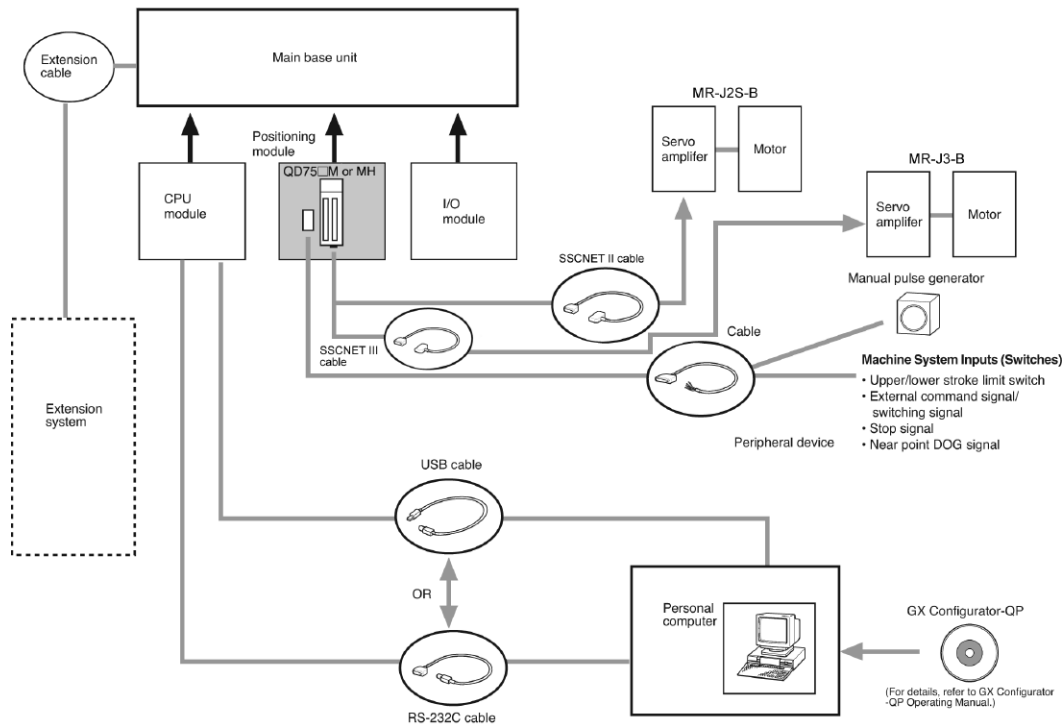 Extension
cable
Main base unit
MR-J2S-B
Servo
amplifer
Motor
MR-J3-B
Servo
amplifer
Motor
Positioning
module
QD75□M or MH
CPU
module
I/O
module
SSCNET II cable
Manual pulse generator
SSCNET III
cable
Cable
Machine System Inputs (Switches)
• Upper/lower stroke limit switch
• External command signal/
switching signal
• Stop signal
• Near point DOG signal
Peripheral device
Extension
system
USB cable
OR
RS-232C cable
Personal
computer
GX Configurator-QP
(For details, refer to GX Configurator
-QP Operating Manual.)